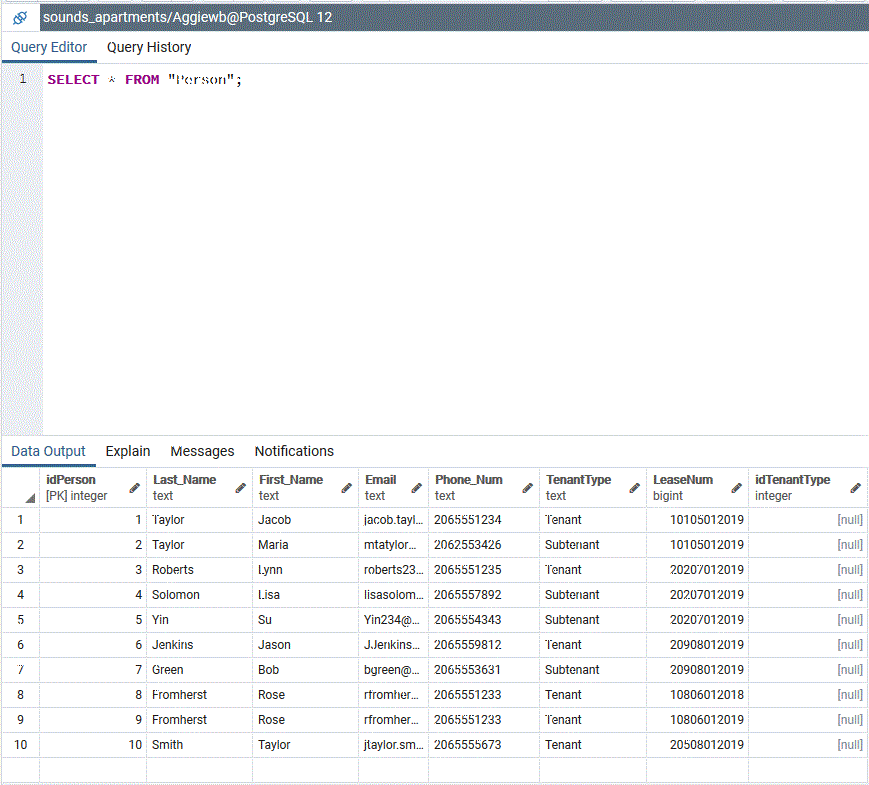 sounds_apartments/Aggiewb@PostgreSQL 12
Query Editor Query History
1 SELECT * FROM "Person";
Data Output Explain Messages Notifications
idPerson Last_Name First_Name Email Phone_Num TenantType LeaseNum idTenantType
[PK] integer text text text text text bigint integer
1 1 Taylor Jacob jacob.tayl... 2065551234 Tenant 10105012019 [null]
2 2 Taylor Maria mtatylor... 2062553426 Subtenant 10105012019 [null]
3 3 Roberts Lynn roberts23... 2065551235 Tenant 20207012019 [null]
4 4 Solomon Lisa lisasolom... 2065557892 Subtenant 20207012019 [null]
5 5 Yin Su Yin234@... 2065554343 Subtenant 20207012019 [null]
6 6 Jenkins Jason JJenkins... 2065559812 Tenant 20908012019 [null]
7 7 Green Bob bgreen@... 2065553631 Subtenant 20908012019 [null]
8 8 Fromherst Rose rfromher... 2065551233 Tenant 10806012018 [null]
9 9 Fromherst Rose rfromher... 2065551233 Tenant 10806012019 [null]
10 10 Smith Taylor jtaylor.sm... 2065555673 Tenant 20508012019 [null]